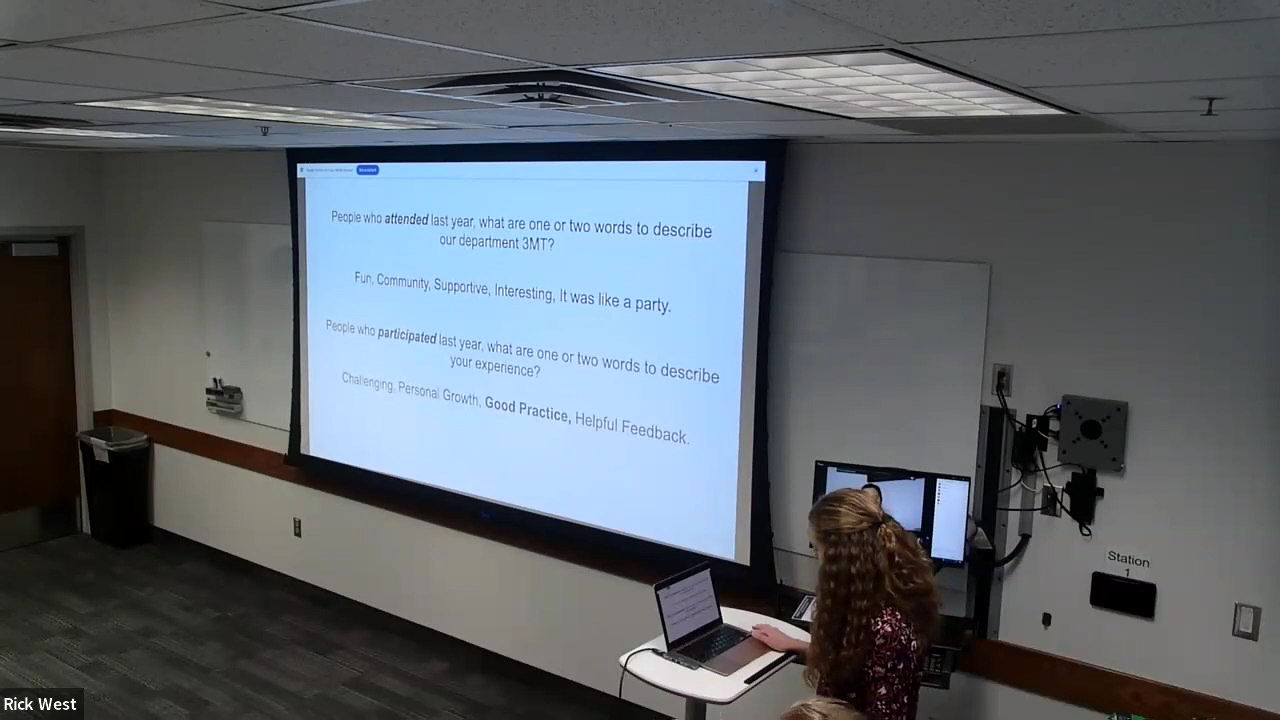 People who attended last year, what are one or two words to describe
our department 3MT?
Fun, Community, Supportive, Interesting, It was like a party.
People who participated last year, what are one or two words to describe
your experience?
Challenging, Personal Growth, Good Practice, Helpful Feedback.
Station
1
Rick West